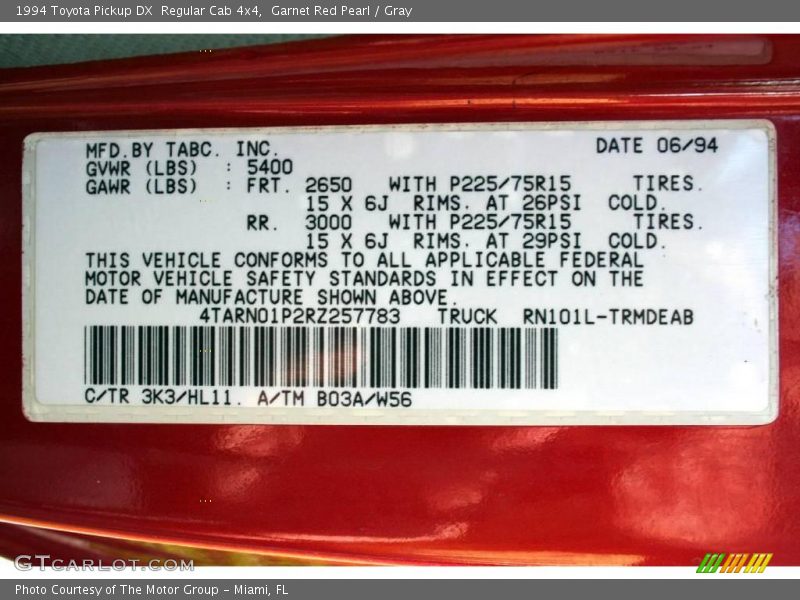 1994 Toyota Pickup DX  Regular Cab 4x4,  Garnet Red Pearl / Gray
MFD.BY TABC. INC. DATE 06/94
GVWR (LBS) : 5400
GAWR (LBS) : FRT. 2650 WITH P225/75R15 TIRES.
15 X 6J RIMS. AT 26PSI COLD.
RR. 3000 WITH P225/75R15 TIRES.
15 X 6J RIMS. AT 29PSI COLD.
THIS VEHICLE CONFORMS TO ALL APPLICABLE FEDERAL
MOTOR VEHICLE SAFETY STANDARDS IN EFFECT ON THE
DATE OF MANUFACTURE SHOWN ABOVE.
4TARN01P2RZ257783 TRUCK RN101L-TRMDEAB
C/TR 3K3/HL11. A/TM B03A/W56
GTCARLOT.COM
Photo Courtesy of The Motor Group - Miami, FL